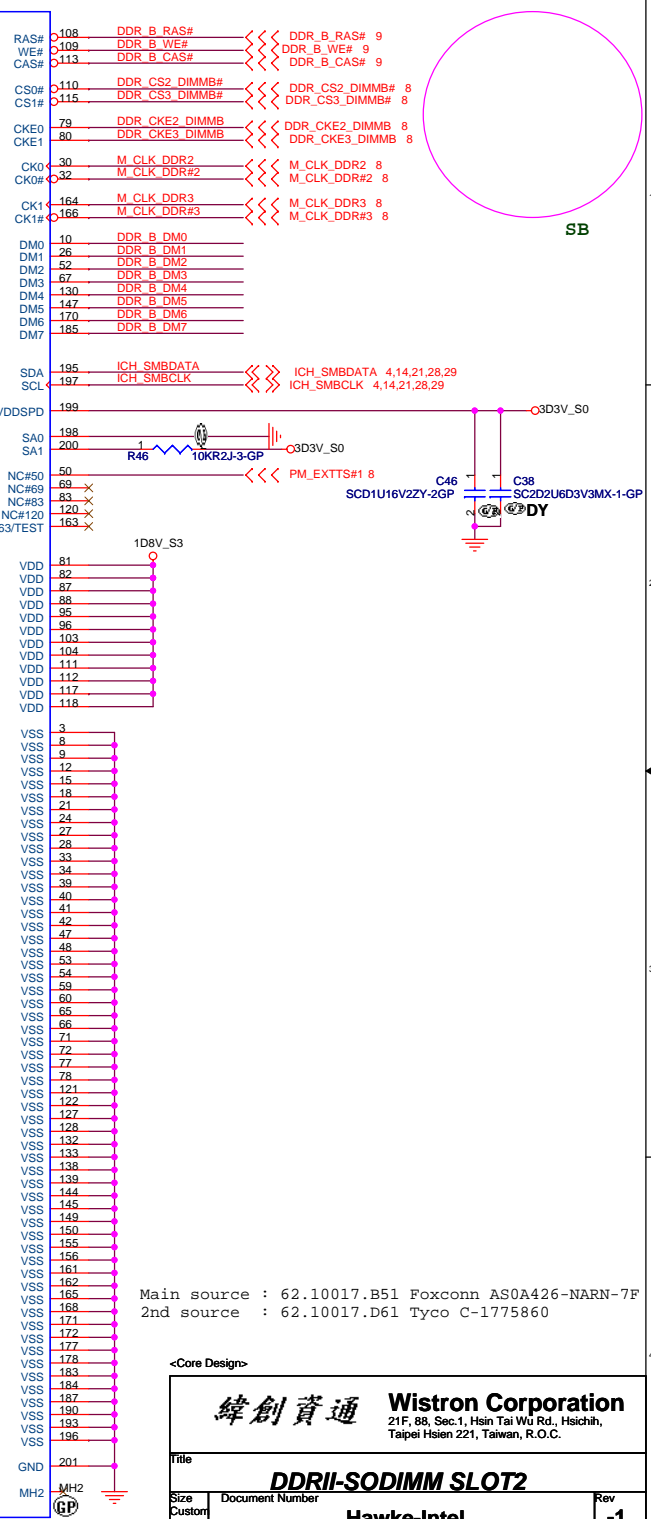 RAS# 108 DDR_B_RAS# DDR_B_RAS# 9
WE# 109 DDR_B_WE# DDR_B_WE# 9
CAS# 113 DDR_B_CAS# DDR_B_CAS# 9
CS0# 110 DDR_CS2_DIMMB# DDR_CS2_DIMMB# 8
CS1# 115 DDR_CS3_DIMMB# DDR_CS3_DIMMB# 8
CKE0 79 DDR_CKE2_DIMMB DDR_CKE2_DIMMB 8
CKE1 80 DDR_CKE3_DIMMB DDR_CKE3_DIMMB 8
CK0 30 M_CLK_DDR2 M_CLK_DDR2 8
CK0# 32 M_CLK_DDR#2 M_CLK_DDR#2 8
CK1 164 M_CLK_DDR3 M_CLK_DDR3 8
CK1# 166 M_CLK_DDR#3 M_CLK_DDR#3 8
SB
DM0 10 DDR_B_DM0
DM1 26 DDR_B_DM1
DM2 52 DDR_B_DM2
DM3 67 DDR_B_DM3
DM4 130 DDR_B_DM4
DM5 147 DDR_B_DM5
DM6 170 DDR_B_DM6
DM7 185 DDR_B_DM7
SDA 195 ICH_SMBDATA ICH_SMBDATA 4,14,21,28,29
SCL 197 ICH_SMBCLK ICH_SMBCLK 4,14,21,28,29
VDDSPD 199 3D3V_S0
SA0 198
SA1 200 R46 1 10KR2J-3-GP 3D3V_S0
NC#50 50 PM_EXTTS#1 8
NC#69 69
NC#83 83
NC#120 120
63/TEST 163
C46 1 2
SCD1U16V2ZY-2GP
C38 1
SC2D2U6D3V3MX-1-GP
DY
1D8V_S3
VDD 81
VDD 82
VDD 87
VDD 88
VDD 95
VDD 96
VDD 103
VDD 104
VDD 111
VDD 112
VDD 117
VDD 118
VSS 3
VSS 8
VSS 9
VSS 12
VSS 15
VSS 18
VSS 21
VSS 24
VSS 27
VSS 28
VSS 33
VSS 34
VSS 39
VSS 40
VSS 41
VSS 42
VSS 47
VSS 48
VSS 53
VSS 54
VSS 59
VSS 60
VSS 65
VSS 66
VSS 71
VSS 72
VSS 77
VSS 78
VSS 121
VSS 122
VSS 127
VSS 128
VSS 132
VSS 133
VSS 138
VSS 139
VSS 144
VSS 145
VSS 149
VSS 150
VSS 155
VSS 156
VSS 161
VSS 162
VSS 165
VSS 168
VSS 171
VSS 172
VSS 177
VSS 178
VSS 183
VSS 184
VSS 187
VSS 190
VSS 193
VSS 196
GND 201
MH2 MH2
GP
Main source : 62.10017.B51 Foxconn AS0A426-NARN-7F
2nd source : 62.10017.D61 Tyco C-1775860
<Core Design>
緯創資通 Wistron Corporation
21F, 88, Sec.1, Hsin Tai Wu Rd., Hsichih,
Taipei Hsien 221, Taiwan, R.O.C.
Title
DDRII-SODIMM SLOT2
Size Document Number Rev
Custom Hawke-Intel -1